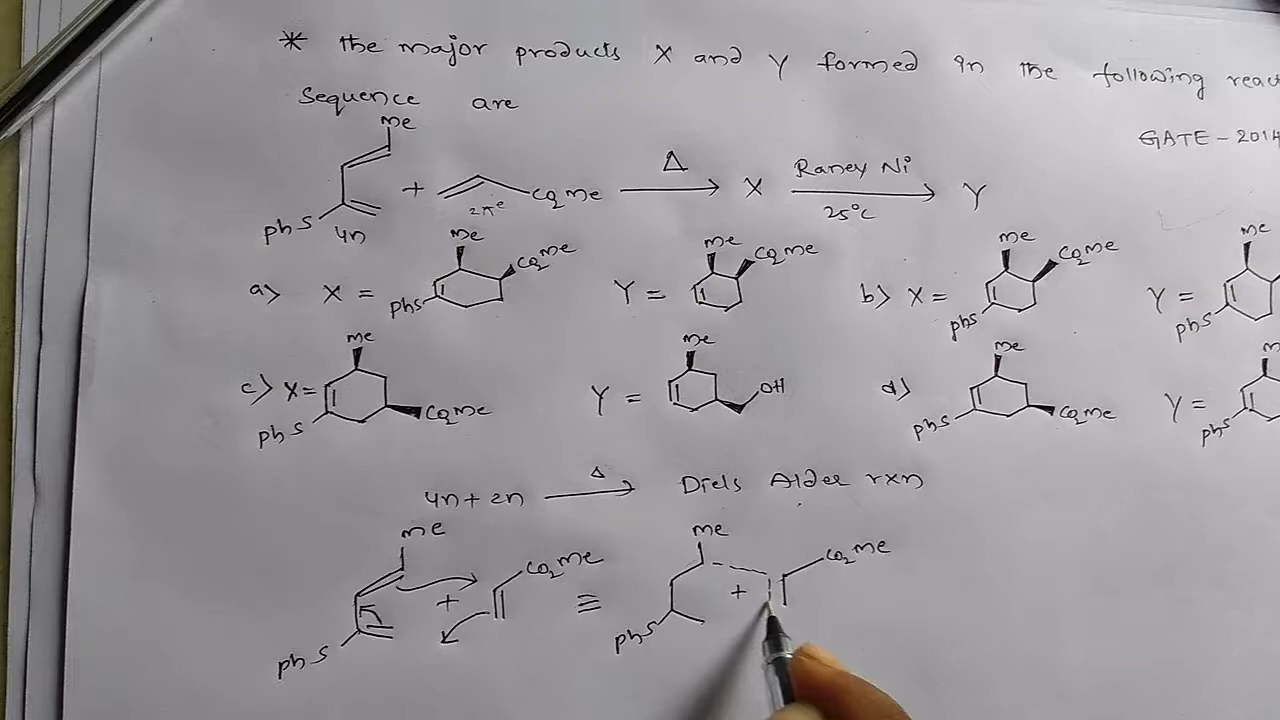 * the major products X and Y formed in the following reac
sequence are
GATE - 2014
Me
PhS 4π + 2πe CO2Me Δ X Raney Ni 25°C Y
a) X = PhS Me CO2Me Y = Me CO2Me b) X = PhS Me CO2Me Y = PhS Me
c) X = PhS Me CO2Me Y = Me OH d) PhS Me CO2Me Y = PhS
4π + 2π Δ Diels Alder rxn
Me PhS + CO2Me ≡ Me PhS + CO2Me